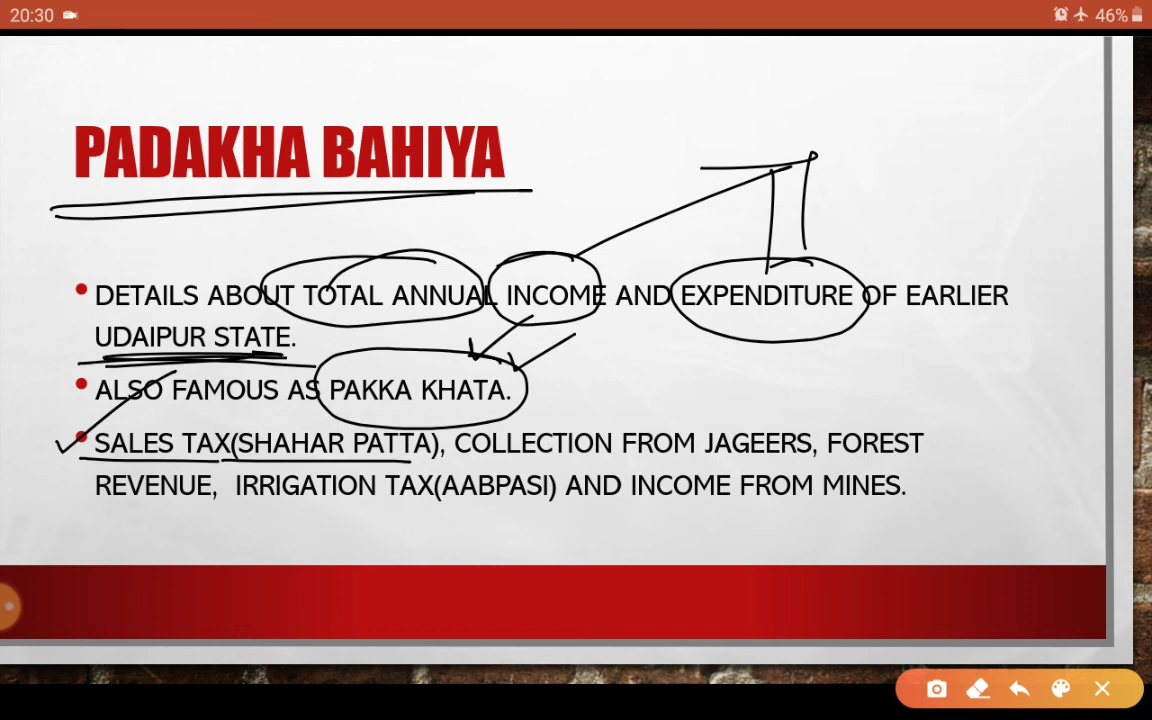 20:30
46%
PADAKHA BAHIYA
• DETAILS ABOUT TOTAL ANNUAL INCOME AND EXPENDITURE OF EARLIER
UDAIPUR STATE.
• ALSO FAMOUS AS PAKKA KHATA.
• SALES TAX(SHAHAR PATTA), COLLECTION FROM JAGEERS, FOREST
REVENUE, IRRIGATION TAX(AABPASI) AND INCOME FROM MINES.